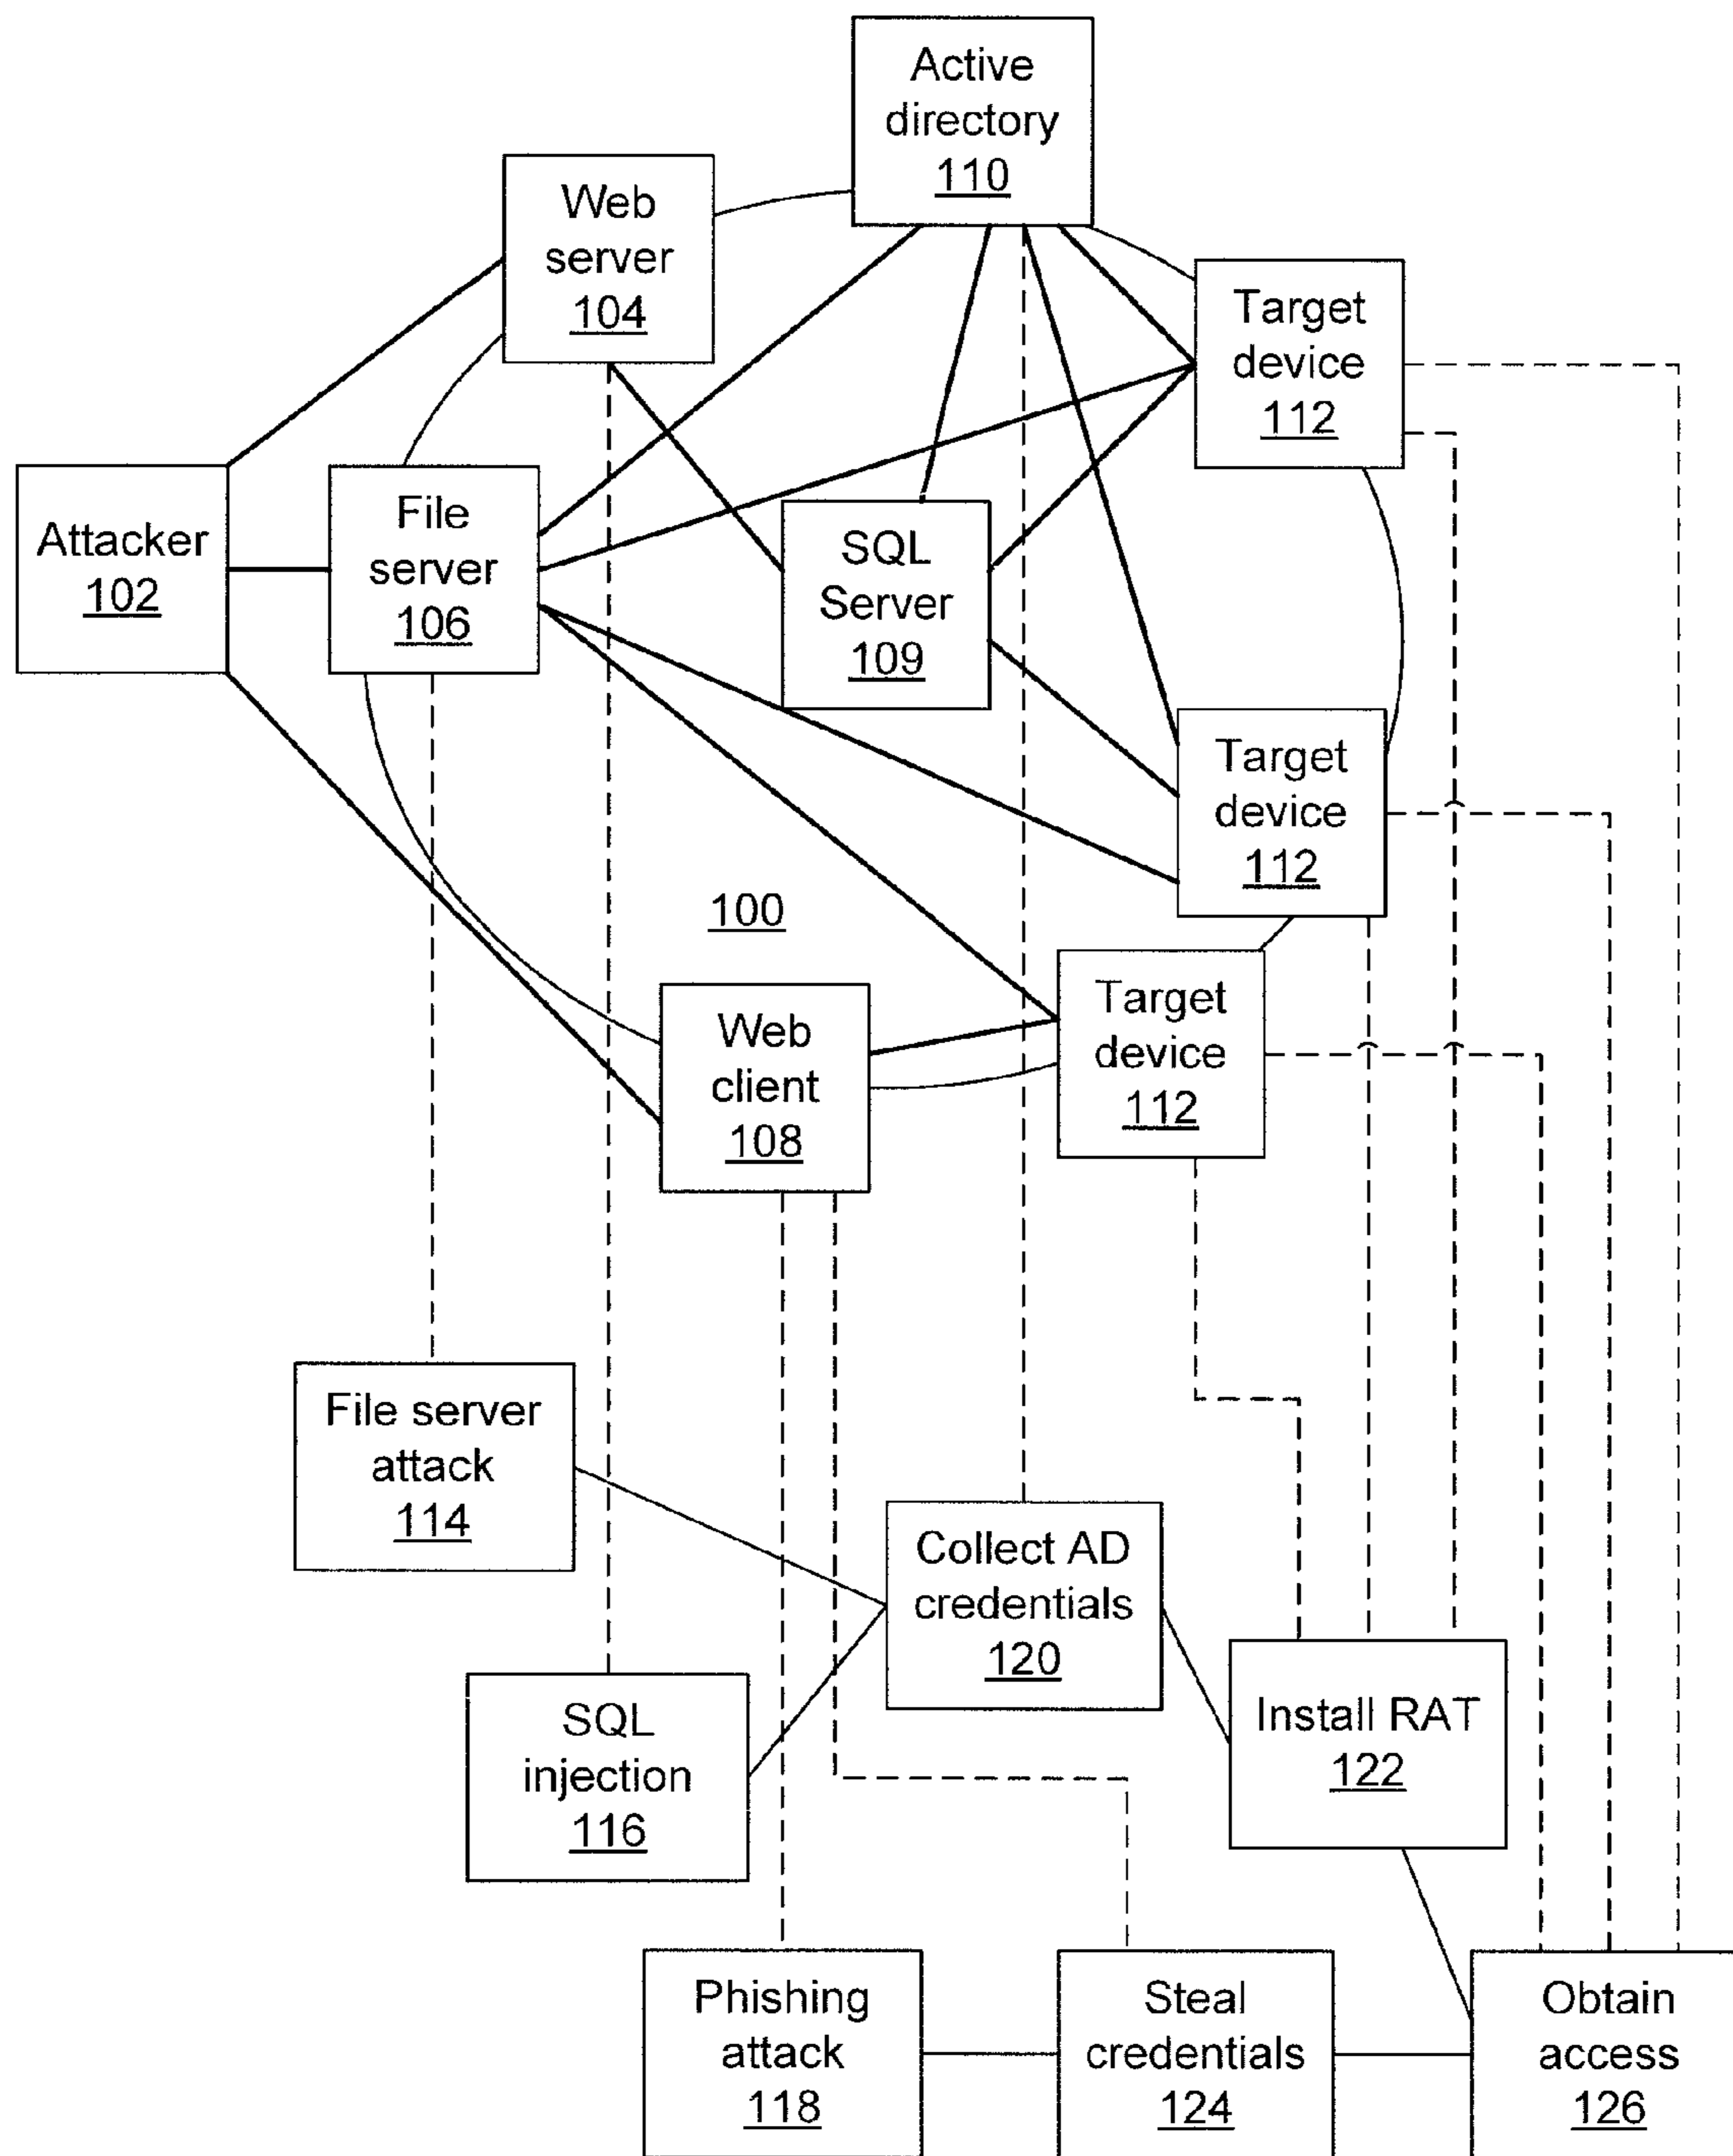 Active
directory
110
Web
server
104
Target
device
112
Attacker
102
File
server
106
SQL
Server
109
Target
device
112
100
Target
device
112
Web
client
108
File server
attack
114
Collect AD
credentials
120
SQL
injection
116
Install RAT
122
Phishing
attack
118
Steal
credentials
124
Obtain
access
126